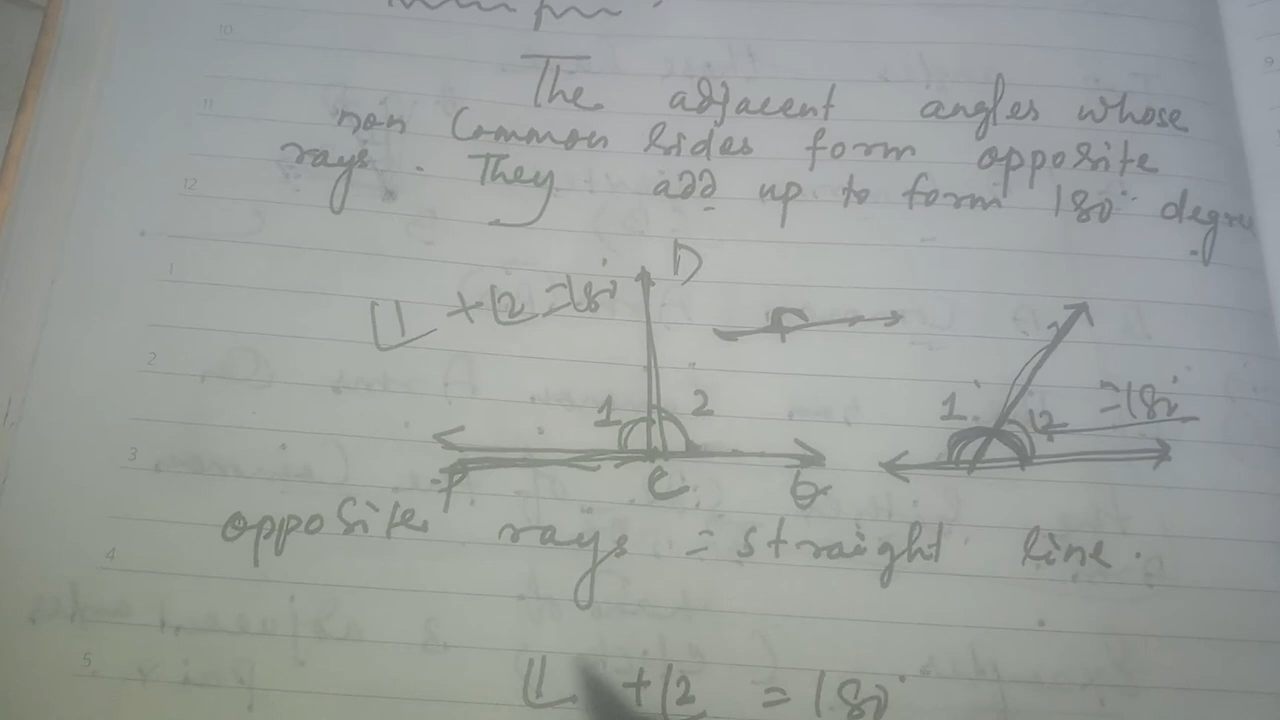 The adjacent angles whose
non common sides form opposite
rays. They add up to form 180° degre
D
∠1 + ∠2 = 180°
1 2
1 ∠2 = 180°
P C Q
opposite rays = straight line.
∠1 + ∠2 = 180°